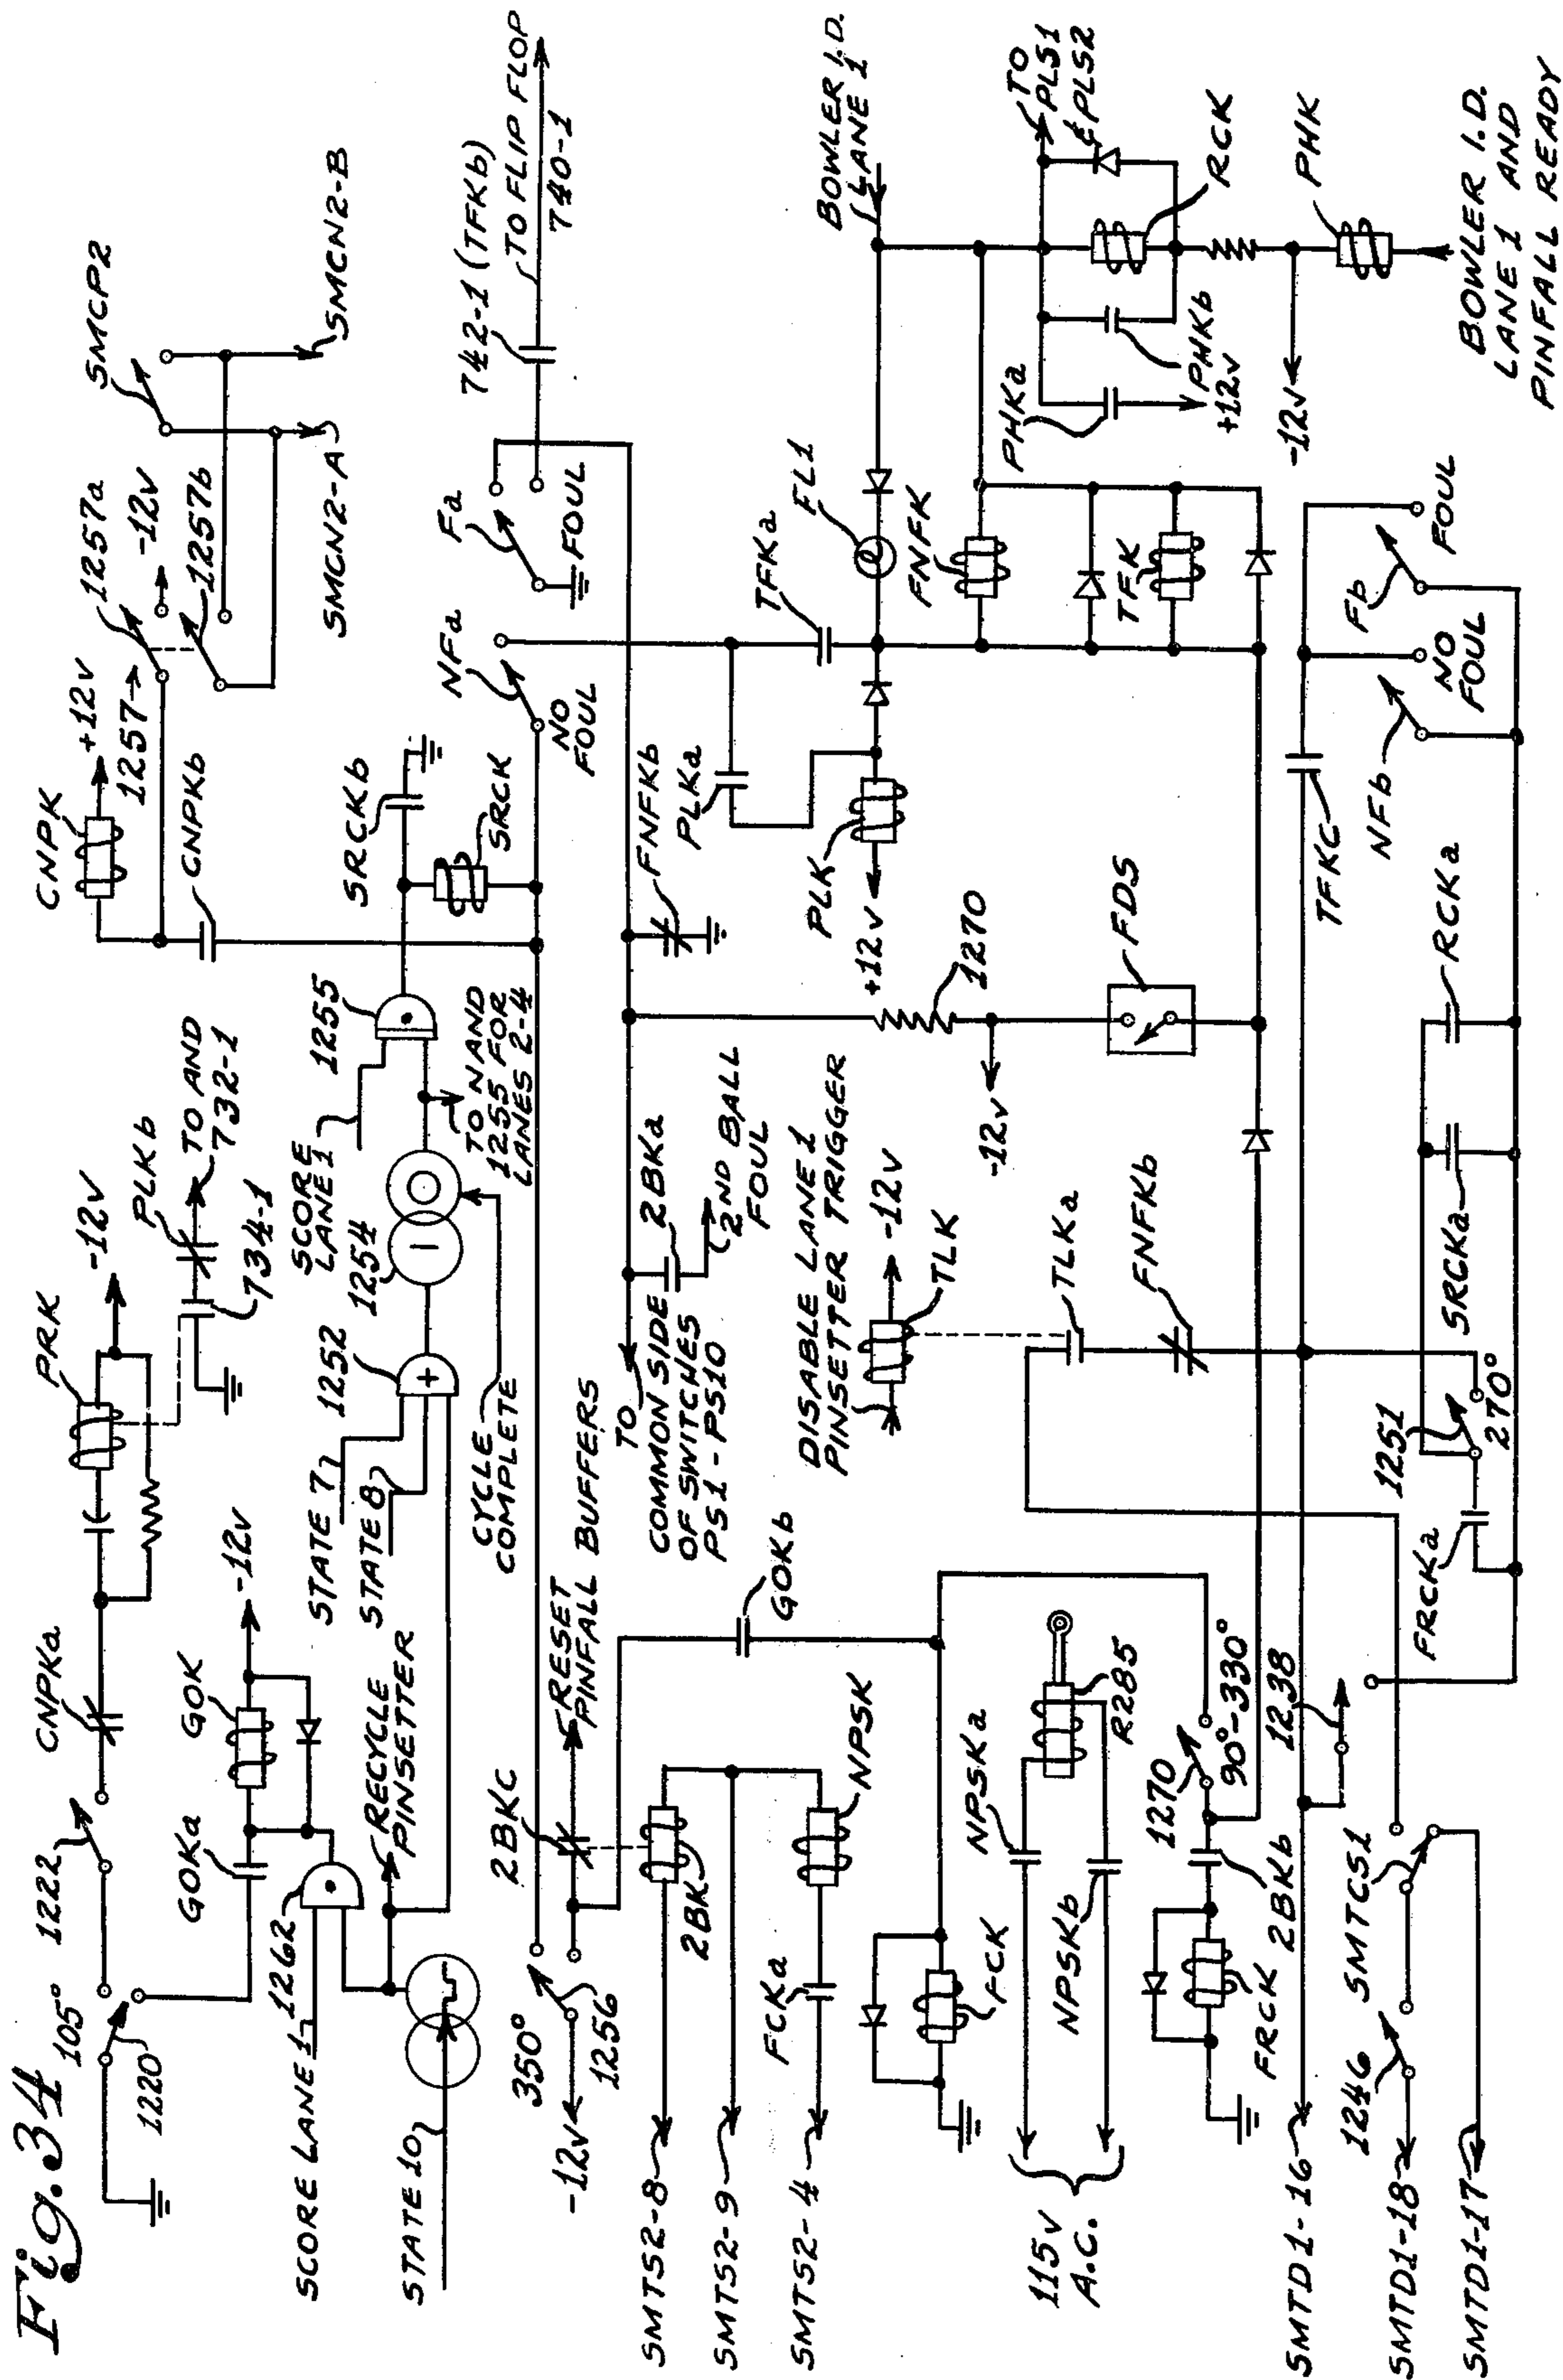 Fig. 34
105°
1222
CNPKa
PRK
-12v
1220
GOKa
GOK
-12v
PLKb
TO AND
732-1
734-1
CNPK
+12v
1257
1257a
-12v
1257b
SMCP2
CNPKb
SMCN2-A
SMCN2-B
SCORE LANE 1
1262
STATE 7
1252
STATE 8
RECYCLE
PINSETTER
SCORE
LANE 1
1254
1255
CYCLE
COMPLETE
TO NAND
1255 FOR
LANES 2-4
SRCKb
SRCK
STATE 10
350°
-12v
1256
2BKC
RESET
PINFALL BUFFERS
NFa
NO
FOUL
Fa
FOUL
742-1 (TFKb)
TO FLIP FLOP
740-1
SMTS2-8
2BK
SMTS2-9
SMTS2-4
FCKa
NPSK
GOKb
TO
COMMON SIDE
OF SWITCHES
PS1-PS10
2BKa
2ND BALL
FOUL
FNFKb
PLKa
TFKa
PLK
+12v
1270
FL1
BOWLER I.D.
LANE 1
FCK
DISABLE LANE 1
PINSETTER TRIGGER
-12v
TLK
-12v
FDS
FNFK
TFK
PHKa
PHKb
+12v
TO
PLS1
& PLS2
RCK
-12v
PHK
BOWLER I.D.
LANE 1 AND
PINFALL READY
115v
A.C.
NPSKa
NPSKb
R285
TLKa
FNFKb
1270
90°-330°
2BKb
FRCK
1238
SMTD1-16
1246
SMTCS1
SMTD1-18
SMTD1-17
FRCKa
1251
270°
SRCKa
RCKa
TFKC
NFb
NO
FOUL
Fb
FOUL